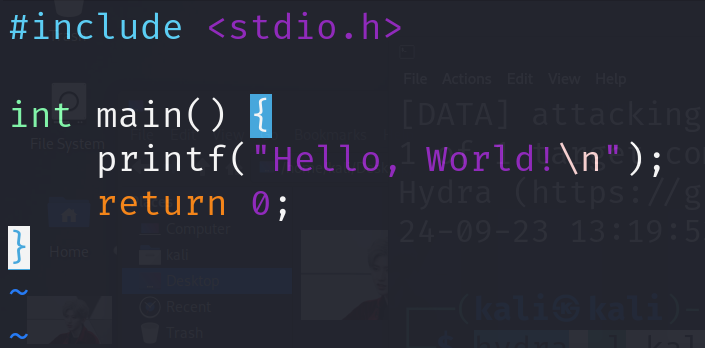 #include <stdio.h>
int main() {
    printf("Hello, World!\n");
    return 0;
}
~
~
File Actions Edit View Help
[DATA] attacking
Hydra (https://g
24-09-23 13:19:5
File System
Home
Computer
kali
Desktop
Recent
Trash
(kali㉿kali)-